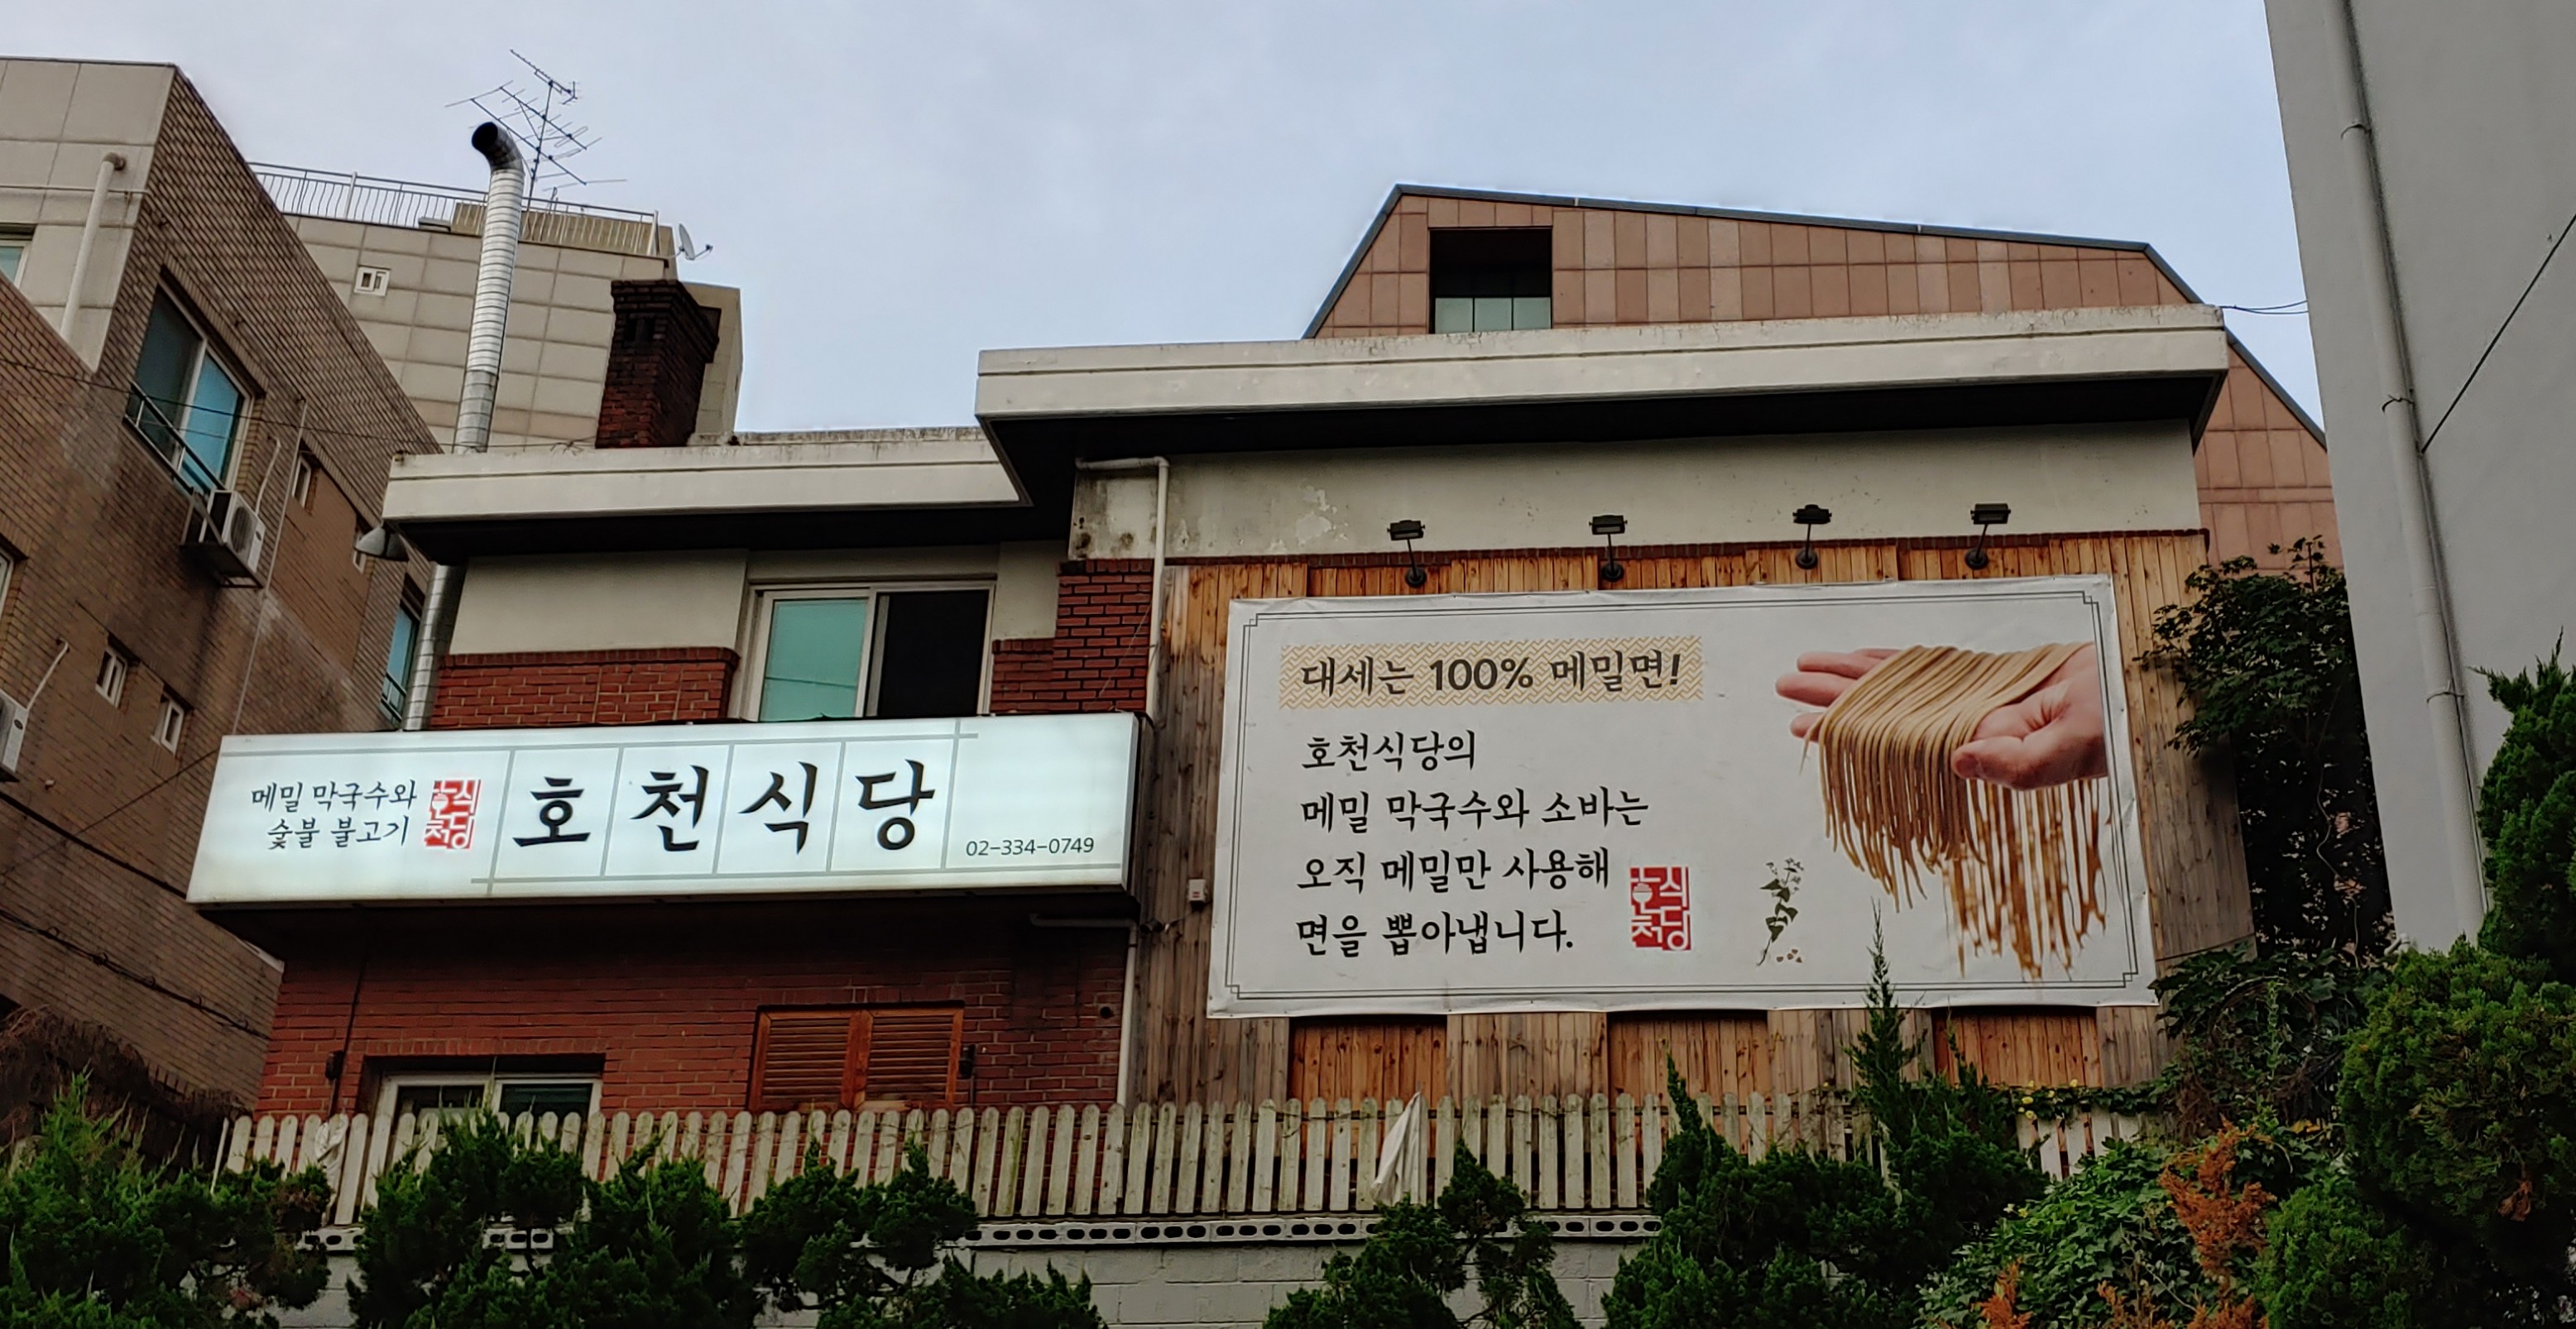 메밀 막국수와
숯불 불고기
호천식당
호천식당
02-334-0749
대세는 100% 메밀면!
호천식당의
메밀 막국수와 소바는
오직 메밀만 사용해
면을 뽑아냅니다.
호천식당